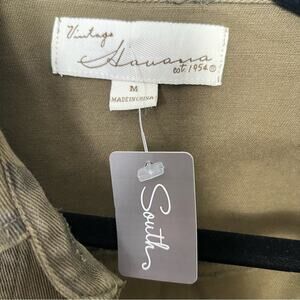 Vintage
Havana
est 1954®
M
MADE IN CHINA
South